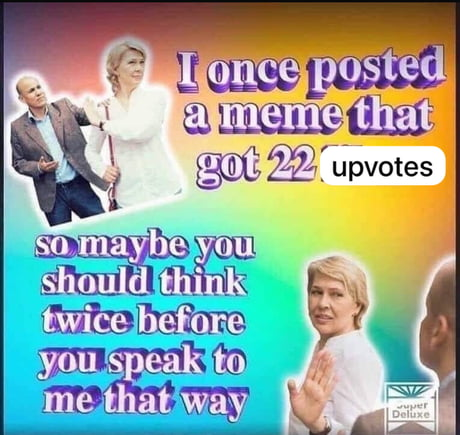 I once posted
a meme that
got 22 upvotes
so maybe you
should think
twice before
you speak to
me that way
Super
Deluxe